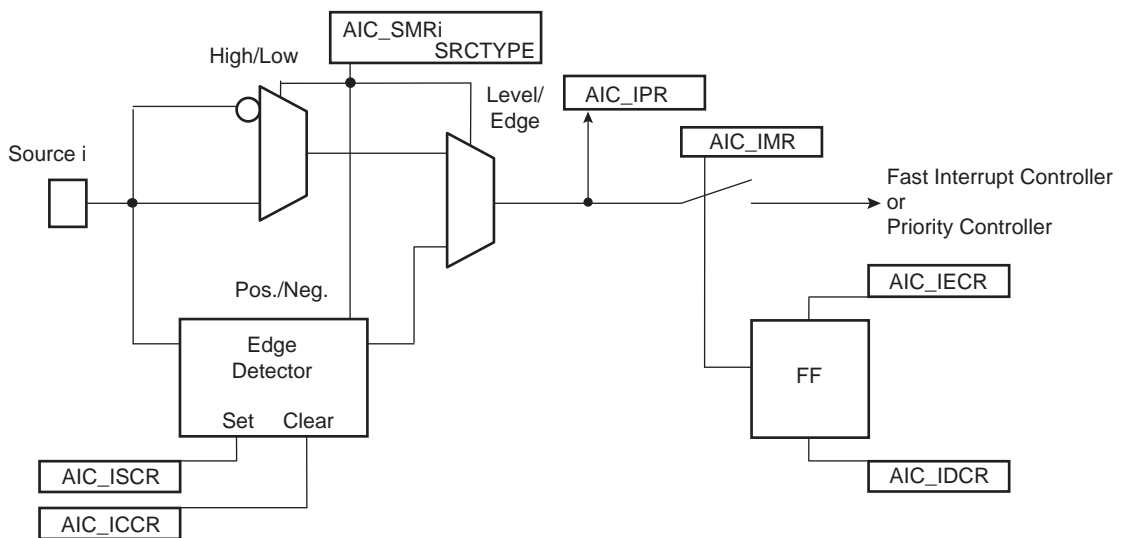 AIC_SMRi
SRCTYPE
High/Low
Level/
Edge
AIC_IPR
AIC_IMR
Source i
Fast Interrupt Controller
or
Priority Controller
Pos./Neg.
AIC_IECR
Edge
Detector
FF
Set Clear
AIC_ISCR
AIC_IDCR
AIC_ICCR